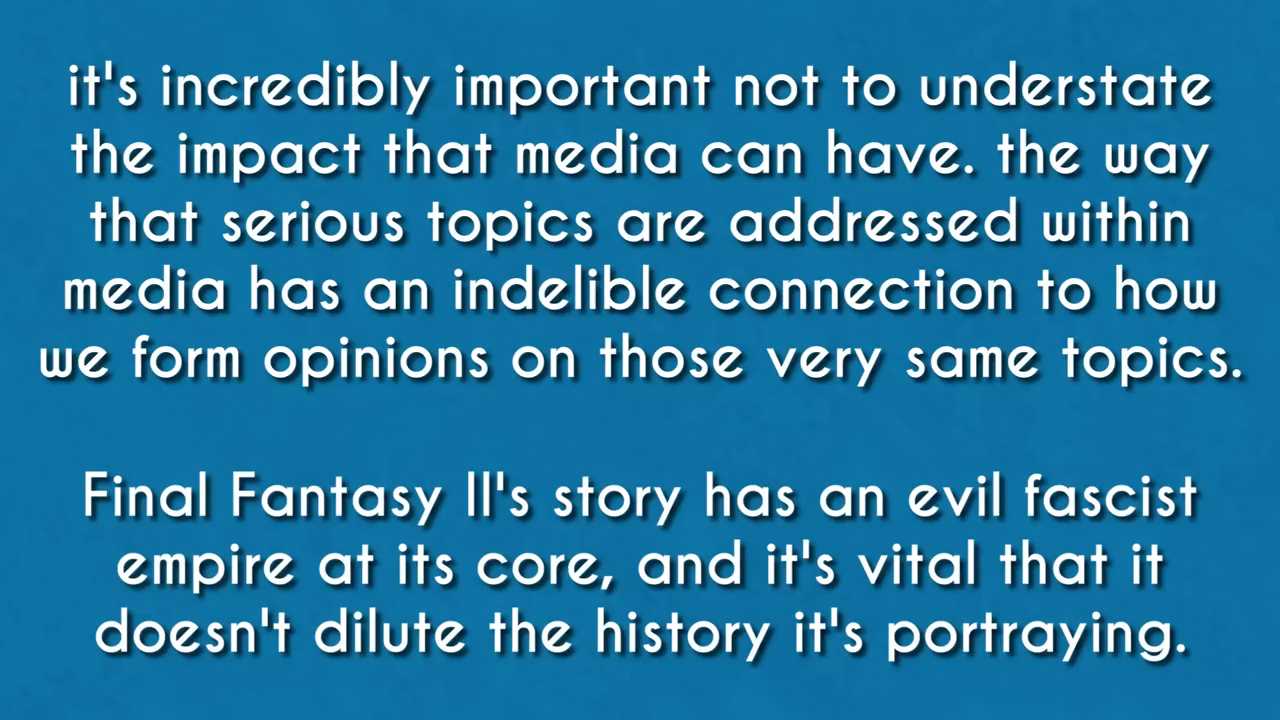 it's incredibly important not to understate
the impact that media can have. the way
that serious topics are addressed within
media has an indelible connection to how
we form opinions on those very same topics.
Final Fantasy II's story has an evil fascist
empire at its core, and it's vital that it
doesn't dilute the history it's portraying.